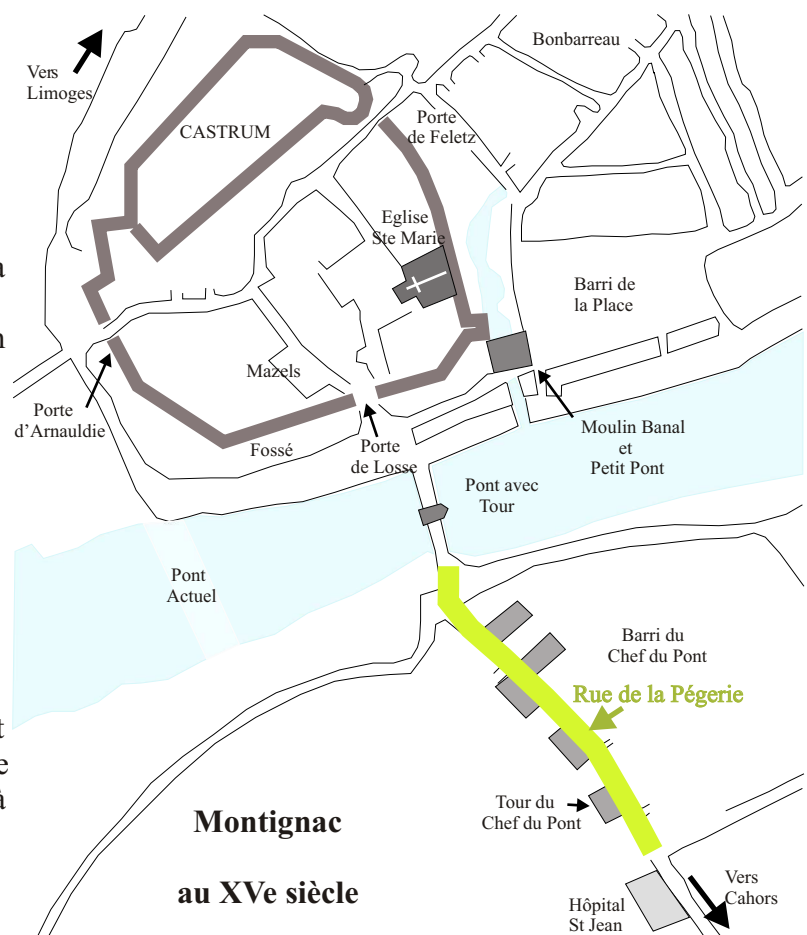 Bonbarreau
Vers
Limoges
CASTRUM
Porte
de Feletz
Eglise
Ste Marie
a
Barri de
la Place
n
Mazels
Porte
d'Arnauldie
Fossé
Porte
de Losse
Moulin Banal
et
Petit Pont
Pont avec
Tour
Pont
Actuel
Barri du
Chef du Pont
Rue de la Pégerie
t
e
à
Tour du
Chef du Pont
Montignac
au XVe siècle
Vers
Cahors
Hôpital
St Jean